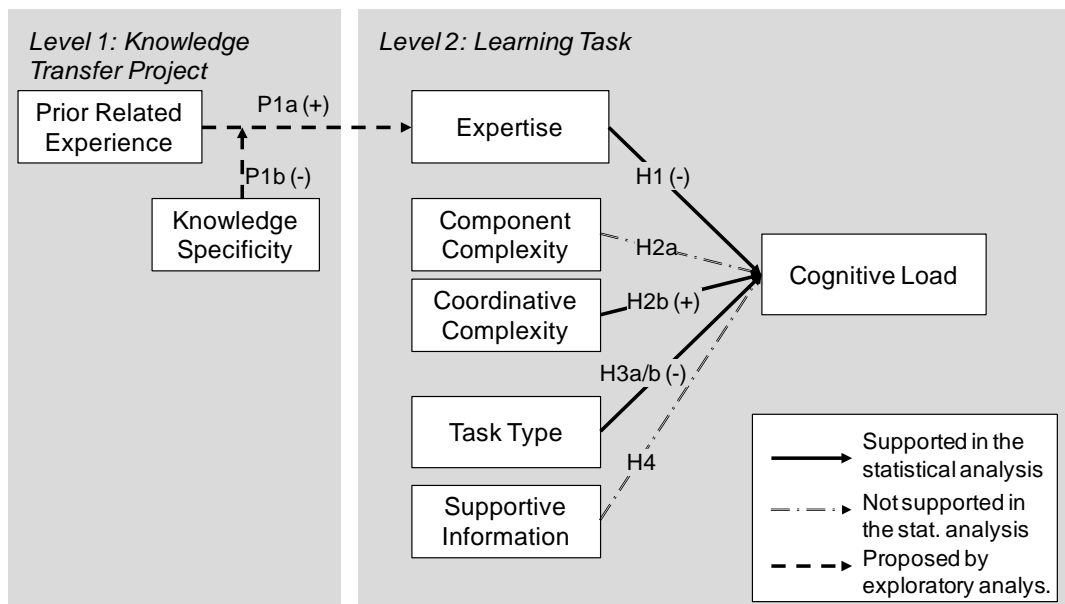 Level 1: Knowledge
Transfer Project
Level 2: Learning Task
Prior Related
Experience
P1a (+)
P1b (-)
Knowledge
Specificity
Expertise
H1 (-)
Component
Complexity
H2a
Coordinative
Complexity
H2b (+)
Cognitive Load
H3a/b (-)
Task Type
H4
Supportive
Information
Supported in the
statistical analysis
Not supported in
the stat. analysis
Proposed by
exploratory analys.